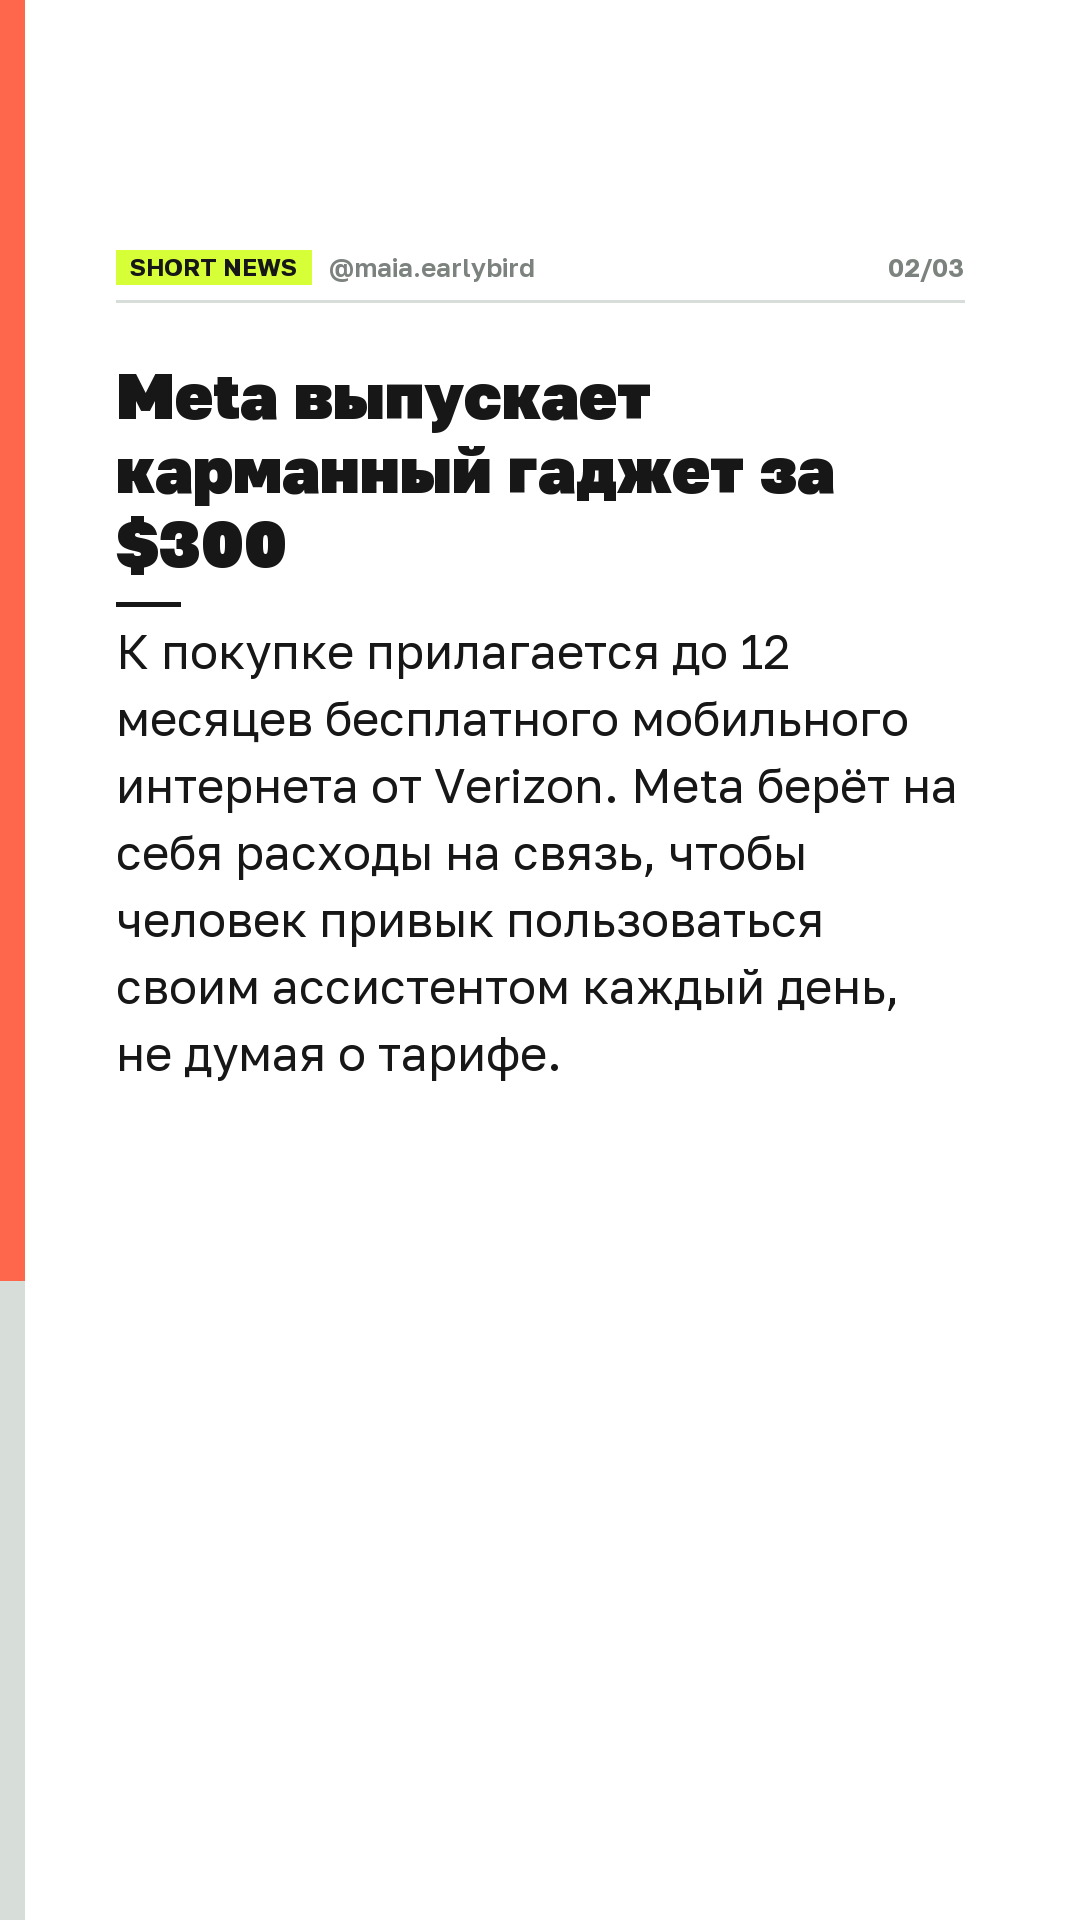 SHORT NEWS @maia.earlybird 02/03
Meta выпускает
карманный гаджет за
$300
К покупке прилагается до 12
месяцев бесплатного мобильного
интернета от Verizon. Meta берёт на
себя расходы на связь, чтобы
человек привык пользоваться
своим ассистентом каждый день,
не думая о тарифе.